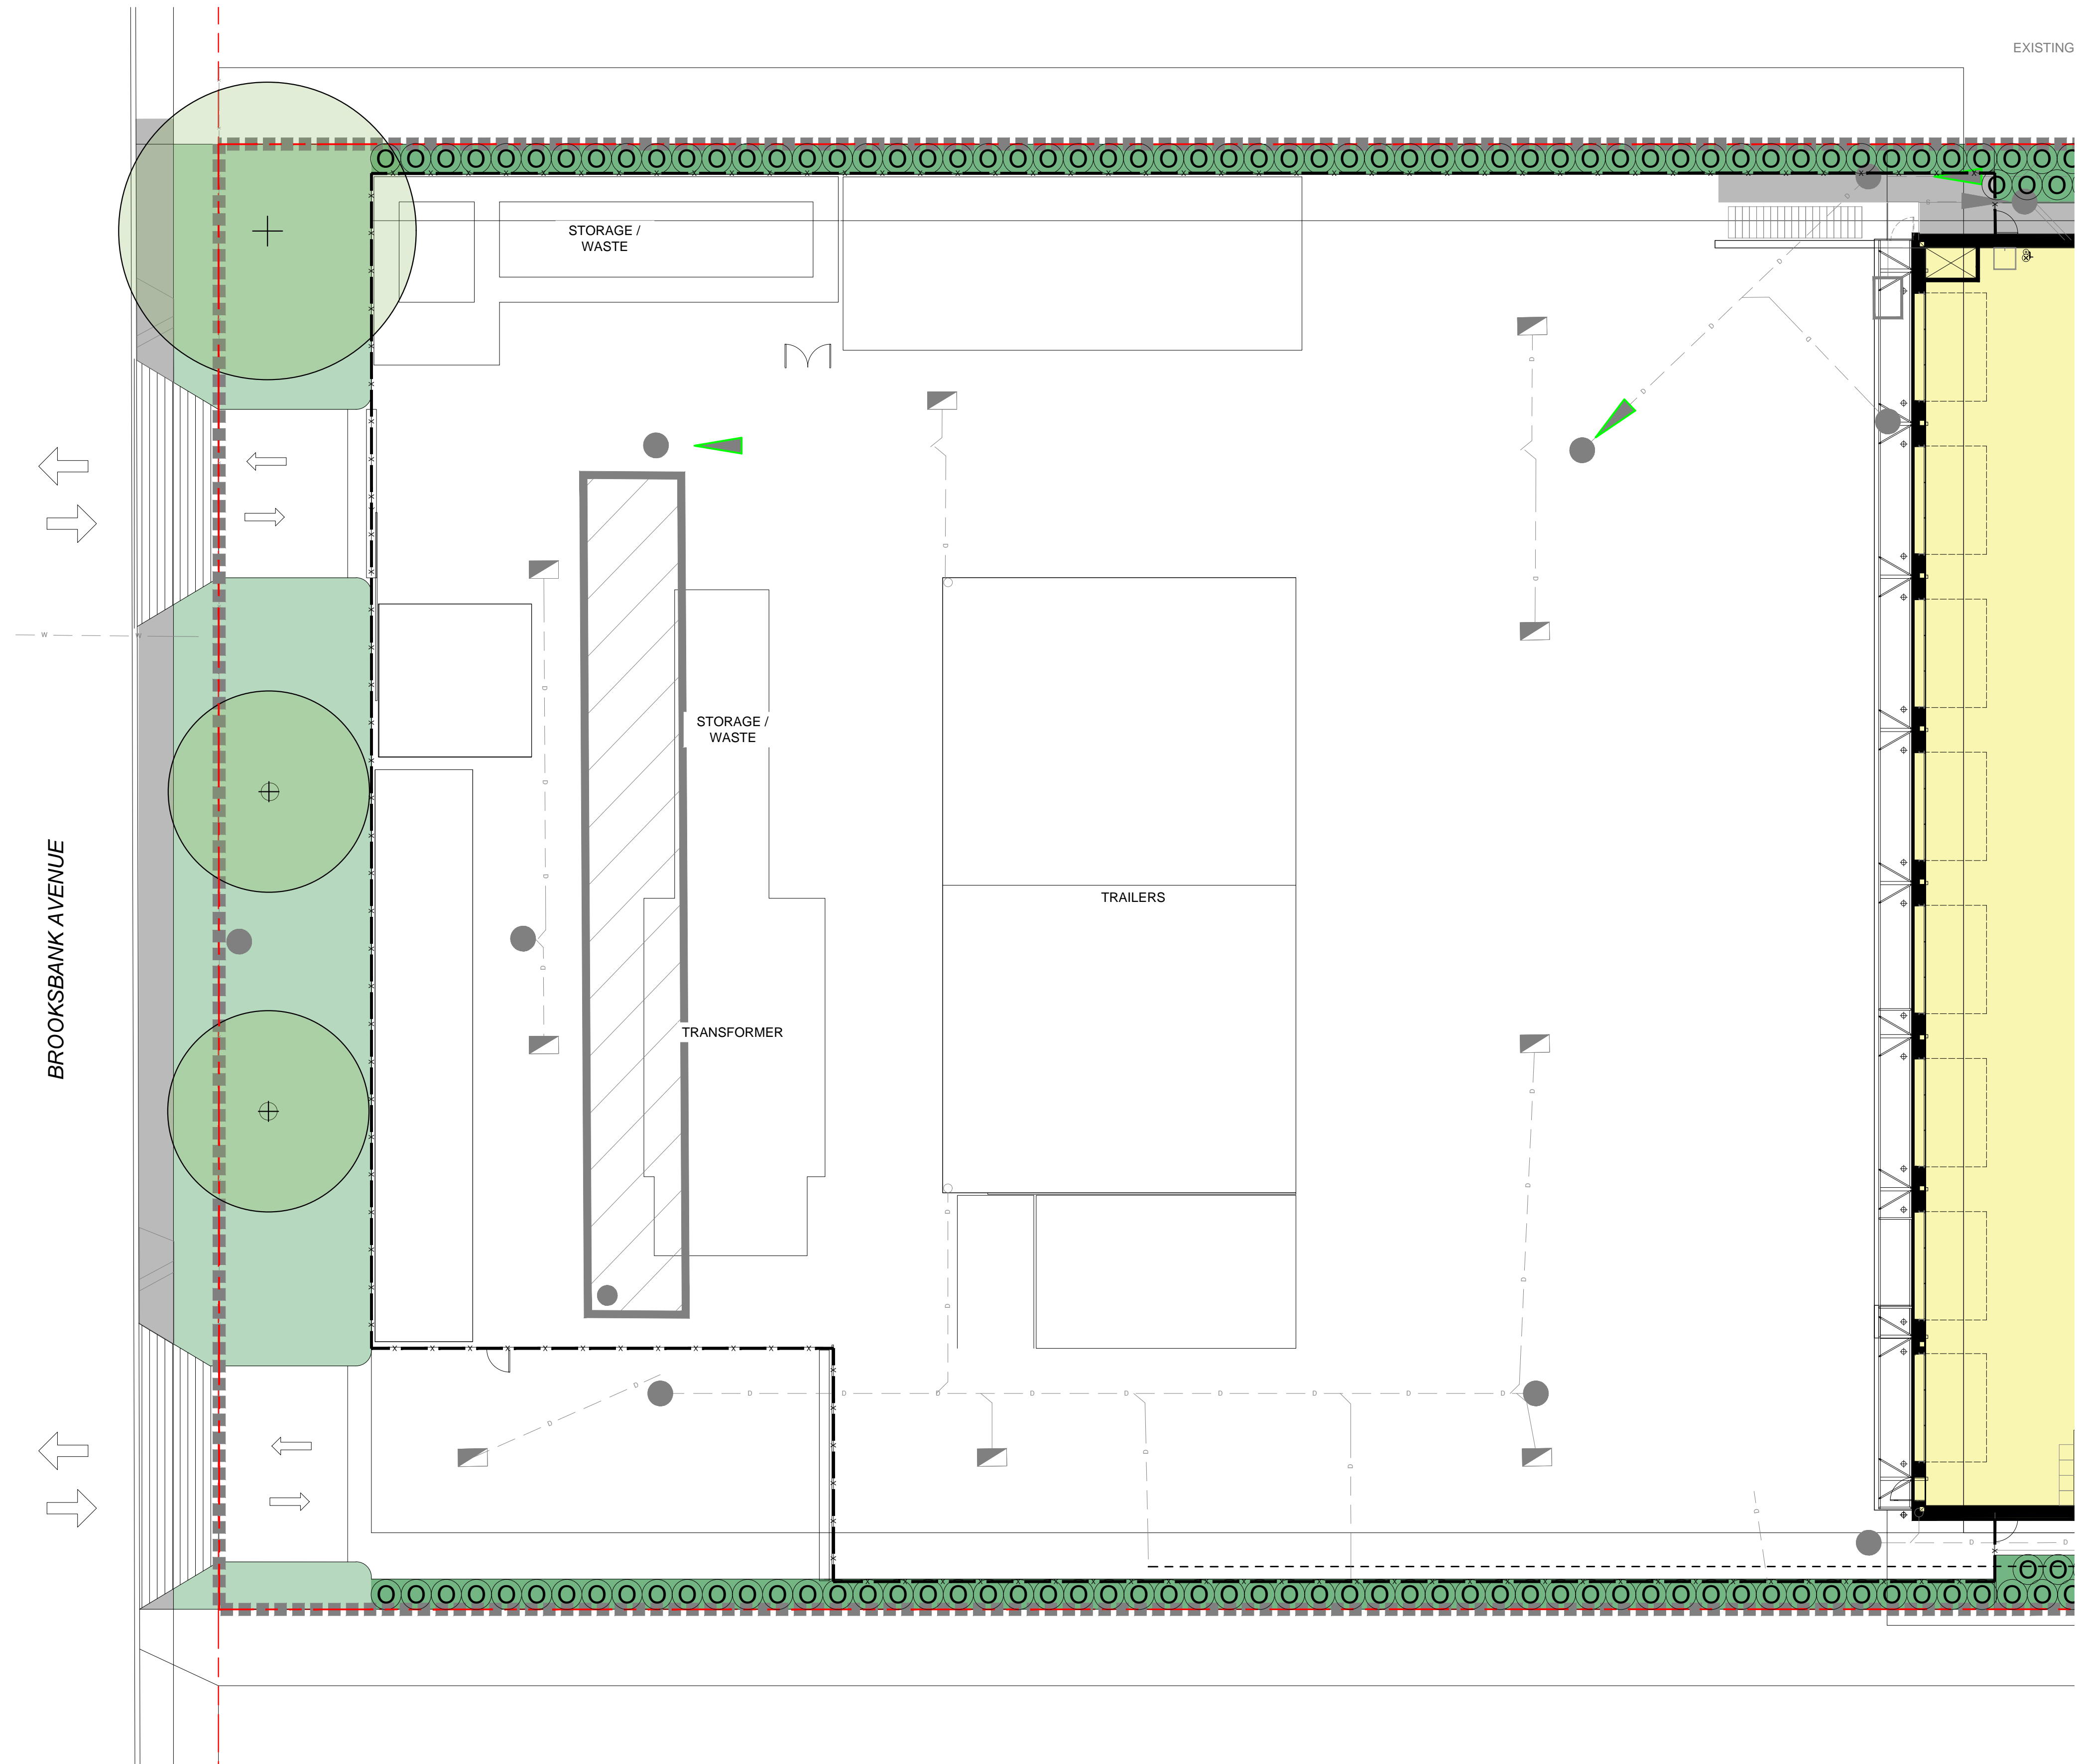 EXISTING
STORAGE /
WASTE
STORAGE /
WASTE
TRAILERS
TRANSFORMER
BROOKSBANK AVENUE